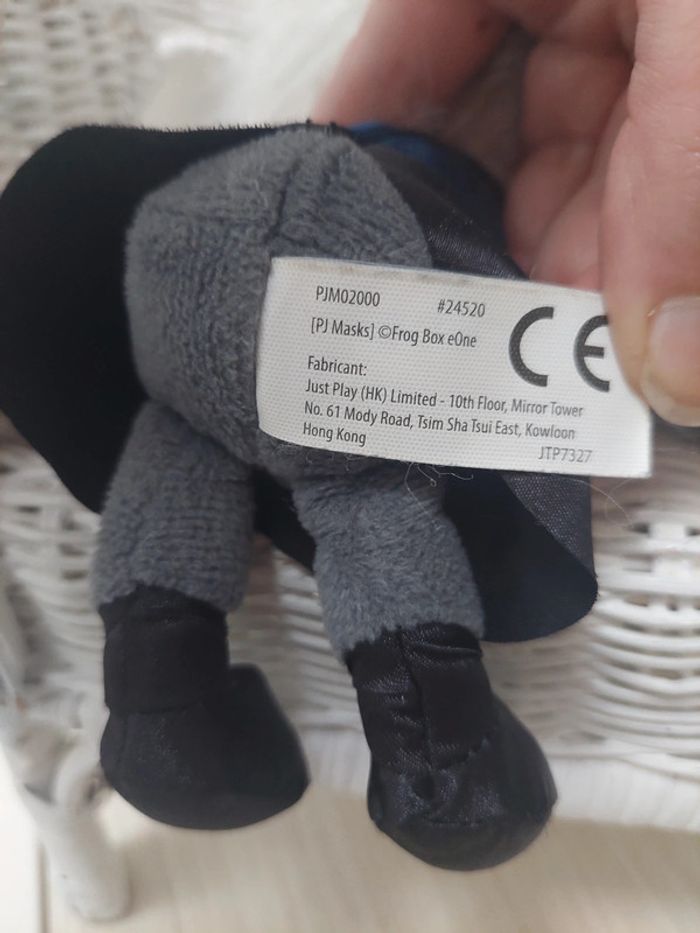 PJM02000 #24520
[PJ Masks] ©Frog Box eOne
CE
Fabricant:
Just Play (HK) Limited - 10th Floor, Mirror Tower
No. 61 Mody Road, Tsim Sha Tsui East, Kowloon
Hong Kong JTP7327